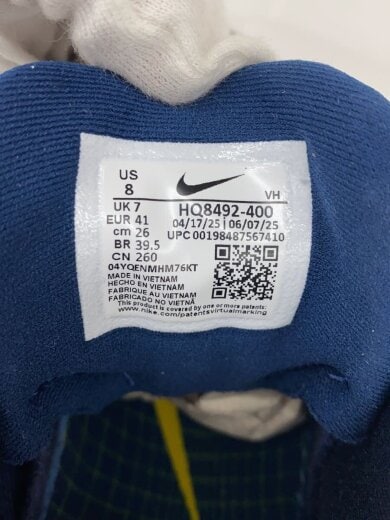 US
8
VH
UK 7
EUR 41
cm 26
BR 39.5
CN 260
HQ8492-400
04/17/25 | 06/07/25
UPC 00198487567410
04YQENMHM76KT
MADE IN VIETNAM
HECHO EN VIETNAM
FABRIQUE AU VIETNAM
FABRICADO NO VIETNÃ
This product is covered by one or more patents:
www.nike.com/patentsvirtualmarking